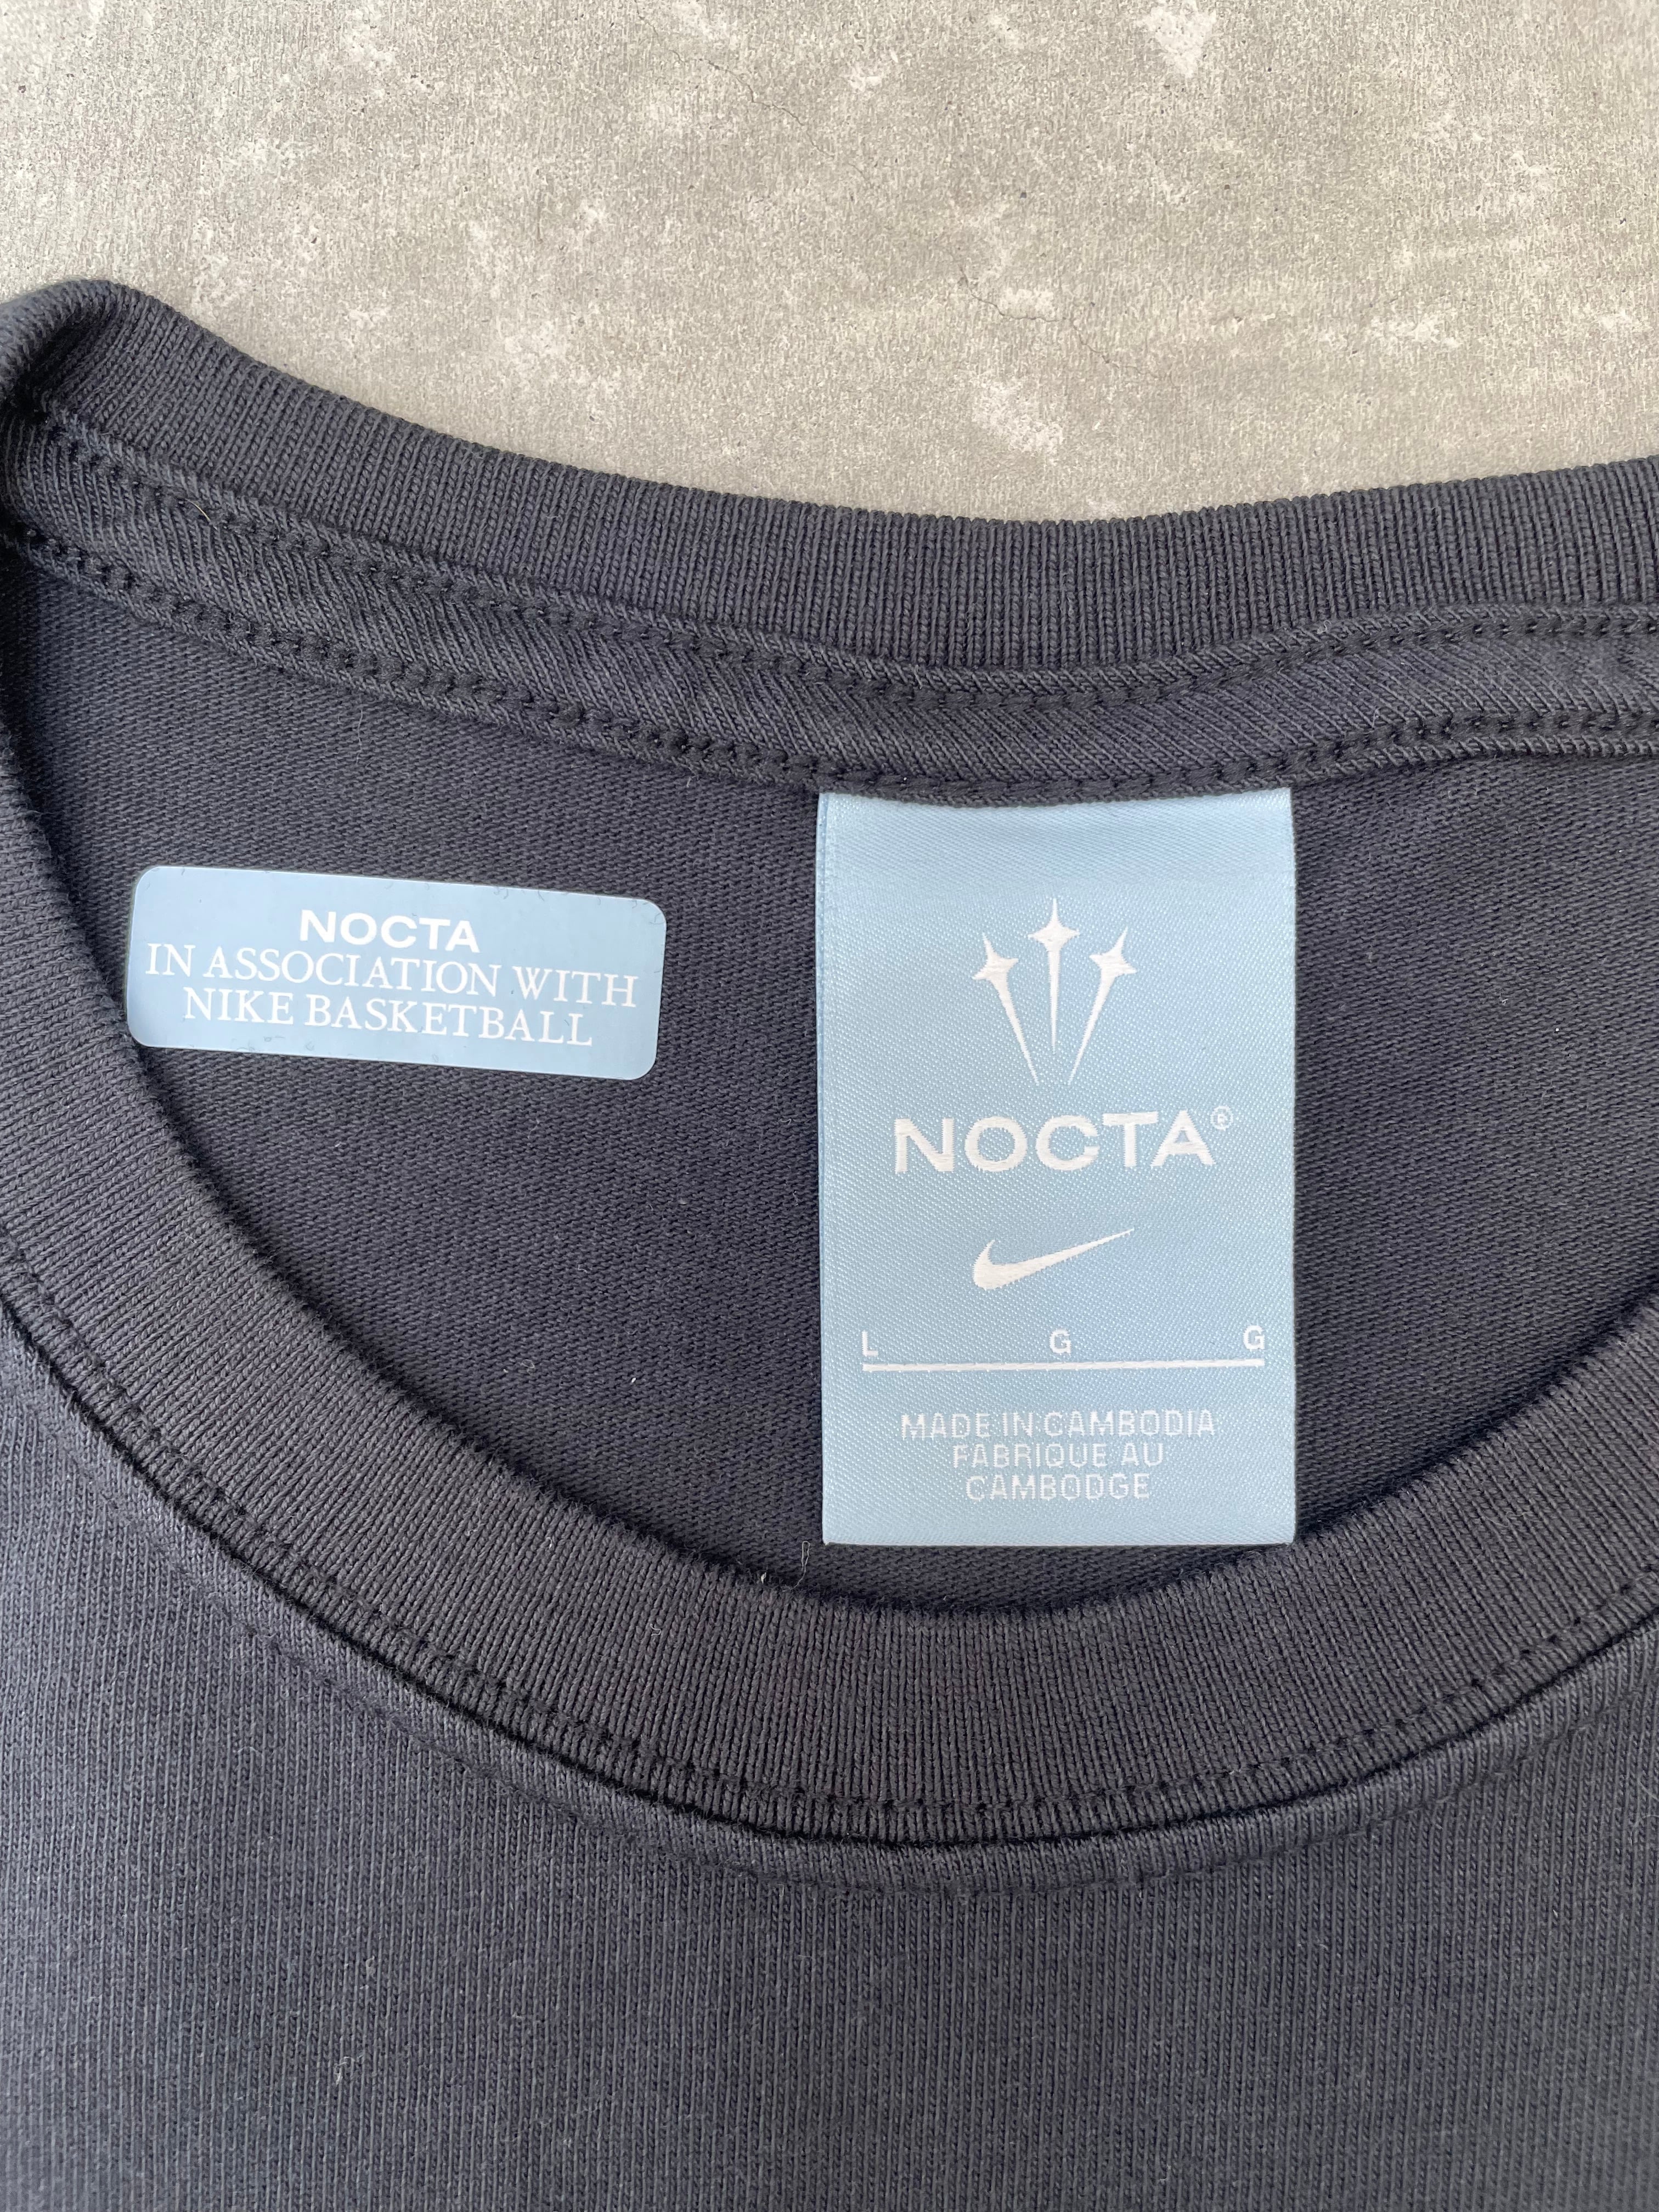 NOCTA
IN ASSOCIATION WITH
NIKE BASKETBALL
NOCTA®
L G G
MADE IN CAMBODIA
FABRIQUE AU
CAMBODGE